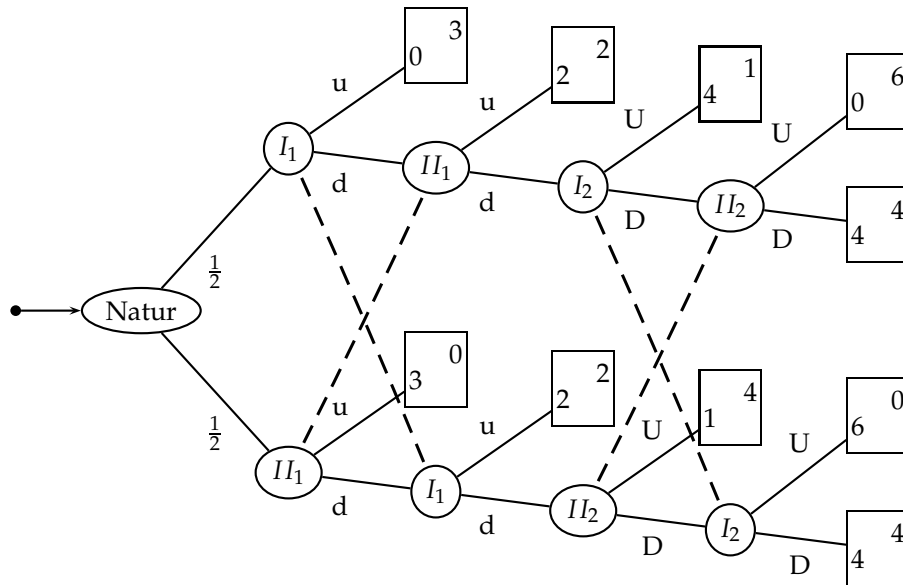 0 3
u
2 2
u
4 1
U
0 6
U
I₁
d
II₁
d
I₂
D
II₂
D
4 4
1/2
Natur
1/2
3 0
u
2 2
u
1 4
U
6 0
U
II₁
d
I₁
d
II₂
D
I₂
D
4 4